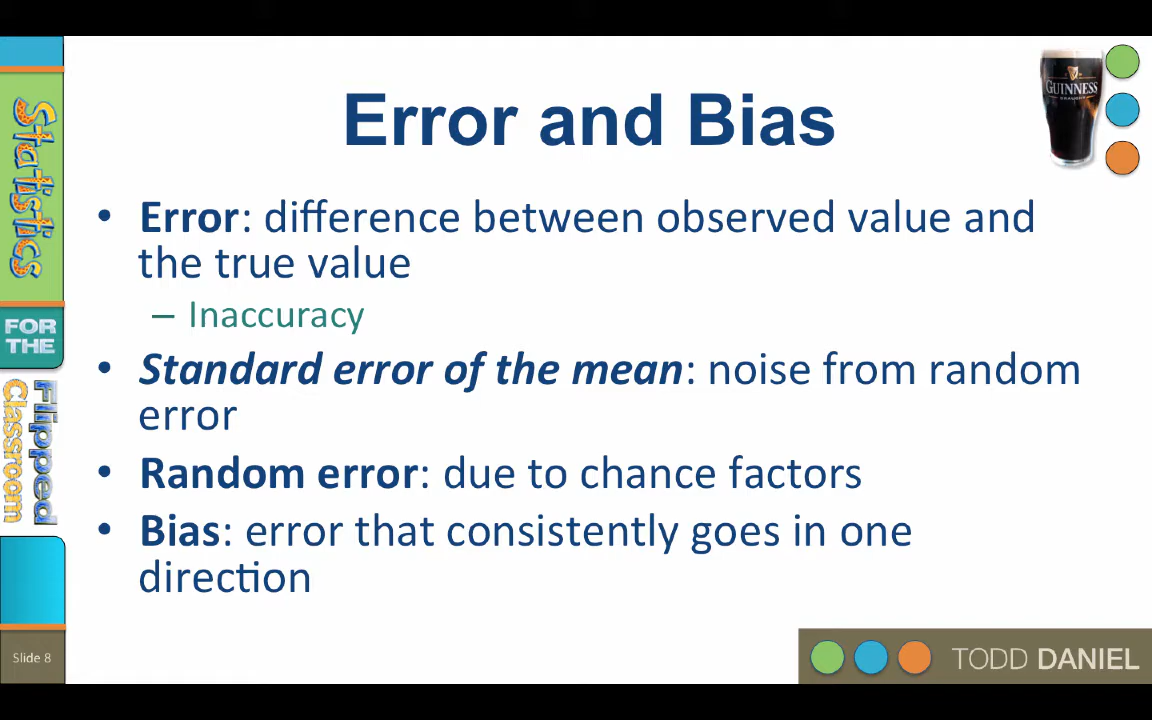 Error and Bias
GUINNESS
• Error: difference between observed value and
the true value
– Inaccuracy
• Standard error of the mean: noise from random
error
• Random error: due to chance factors
• Bias: error that consistently goes in one
direction
Statistics
FOR
THE
Flipped
Classroom
Slide 8
TODD DANIEL